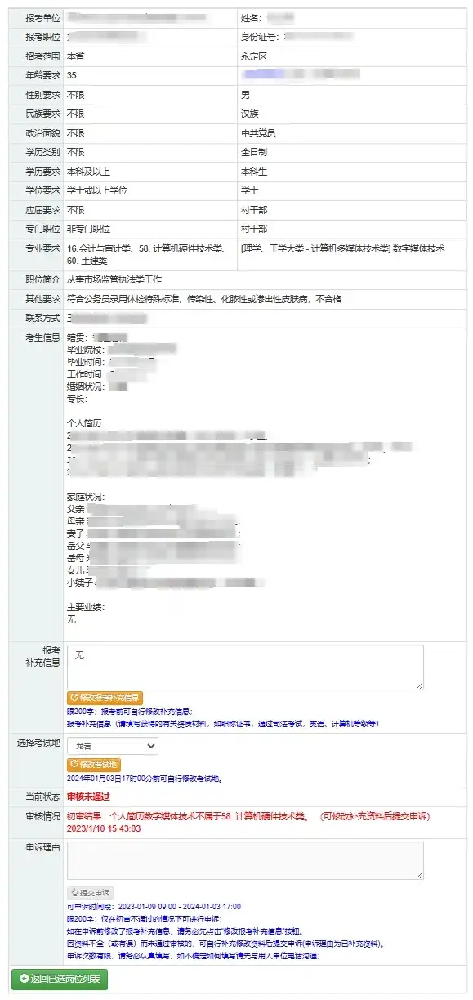 报考单位 姓名：
报考职位 身份证号：
招考范围 本省 永定区
年龄要求 35
性别要求 不限 男
民族要求 不限 汉族
政治面貌 不限 中共党员
学历类别 不限 全日制
学历要求 本科及以上 本科生
学位要求 学士或以上学位 学士
应届要求 不限 村干部
专门职位 非专门职位 村干部
专业要求 16.会计与审计类、58. 计算机硬件技术类、 [理学、工学大类 - 计算机多媒体技术类] 数字媒体技术
60. 土建类
职位简介 从事市场监管执法类工作
其他要求 符合公务员录用体检特殊标准，传染性、化脓性或渗出性皮肤病，不合格
联系方式
考生信息 籍贯：
毕业院校：
毕业时间：
工作时间：
婚姻状况：
专长：
个人简历：
家庭状况：
父亲
母亲
妻子
岳父
岳母
女儿
小姨子
主要业绩：
无
报考
补充信息
无
修改报考补充信息
限200字；报考前可自行修改补充信息；
报考补充信息（请填写获得的有关资质材料，如职称证书，通过司法考试，英语、计算机等级等）
选择考试地 龙岩
修改考试地
2024年01月03日17时00分前可自行修改考试地。
当前状态 审核未通过
审核情况 初审结果：个人简历数字媒体技术不属于58. 计算机硬件技术类。 （可修改补充资料后提交申诉）
2023/1/10 15:43:03
申诉理由
提交申诉
可申诉时间段：2023-01-09 09:00 - 2024-01-03 17:00
限200字；仅在初审不通过的情况下可进行申诉；
如在申诉前修改了报考补充信息，请务必先点击“修改报考信息”按钮。
因资料不全（或有误）而未通过审核的，可自行补充修改资料后提交申诉(申诉理由为已补充资料)。
申诉次数有限，请务必认真填写，如不确定如何填写请先与用人单位电话沟通；
返回已选岗位列表